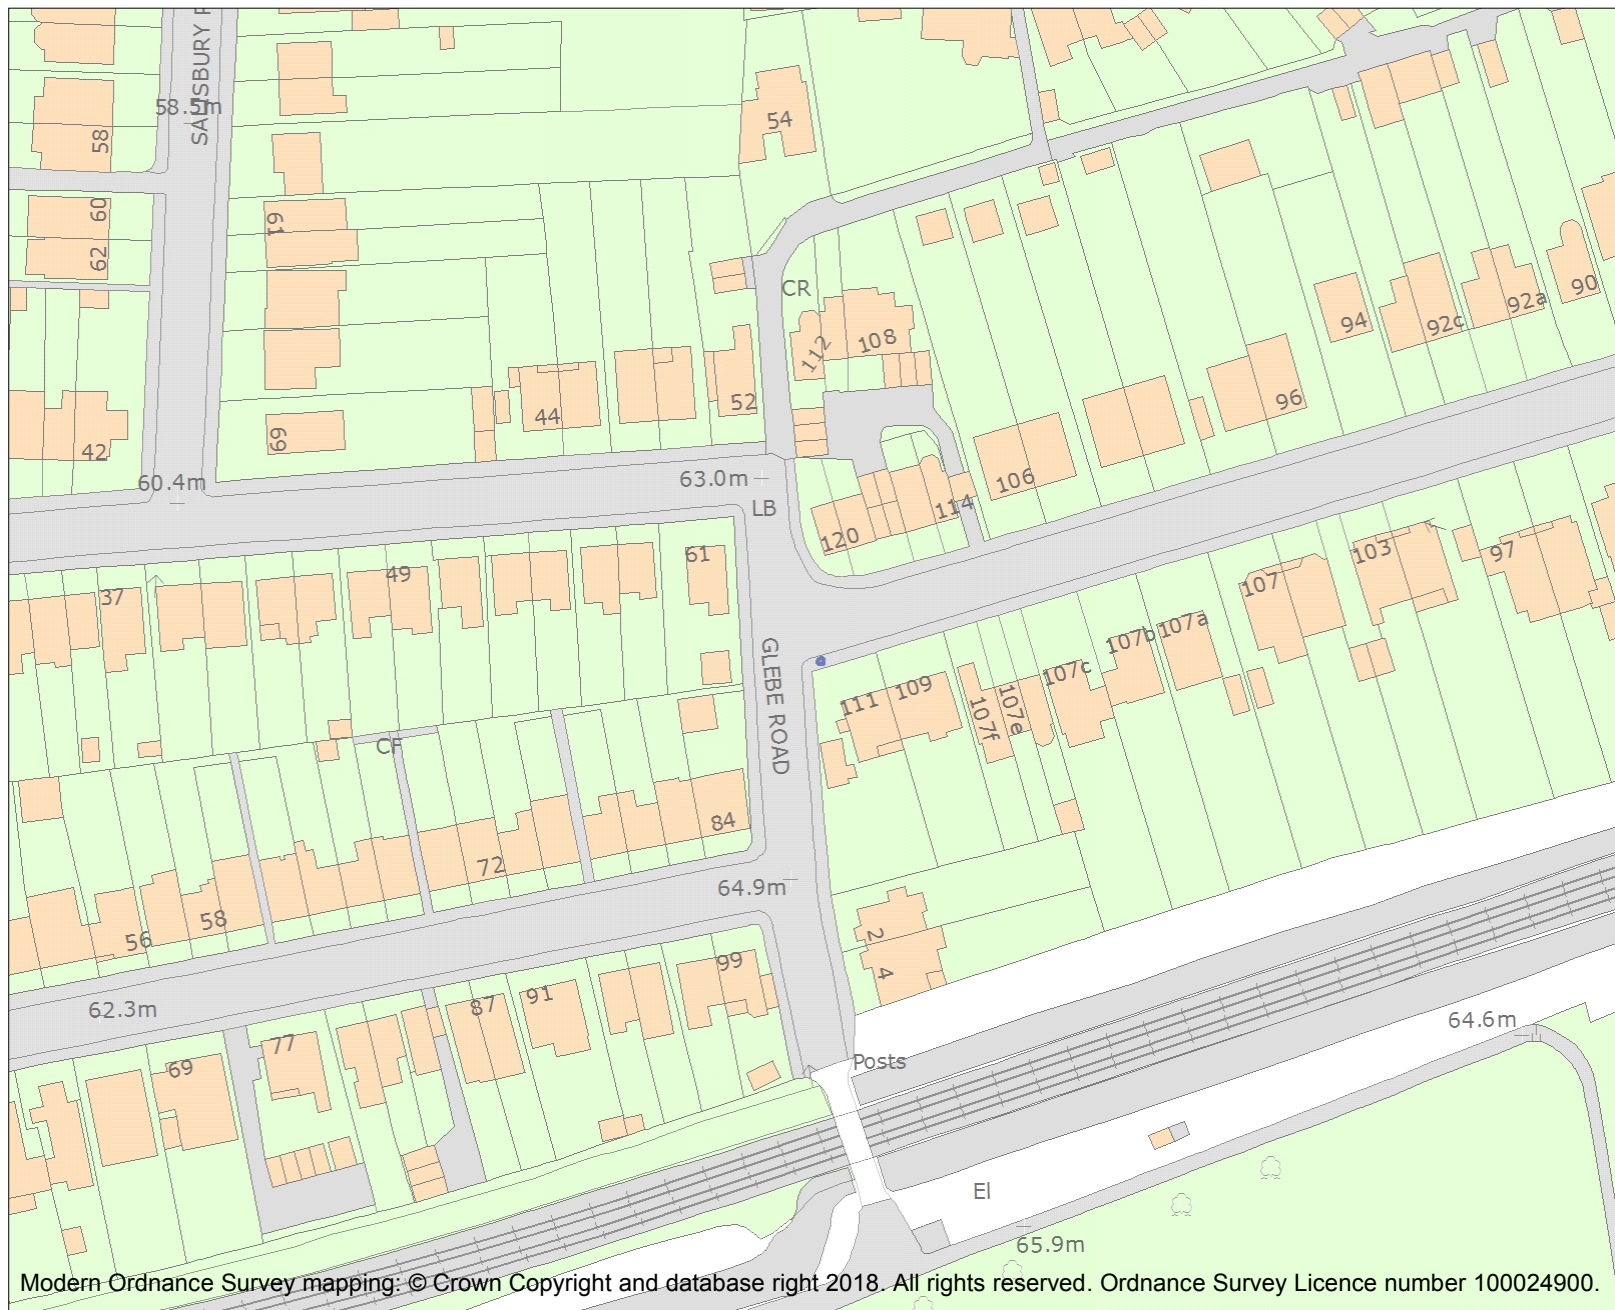 SALISBURY R
58.5m
58
54
60
61
62
CR
112
108
90
92a
92c
94
96
52
44
69
42
60.4m
63.0m
LB
106
114
120
61
49
37
103
97
107
107a
107b
107c
107e
107f
109
111
GLEBE ROAD
CF
84
72
58
56
64.9m
2
4
99
91
87
77
69
62.3m
Posts
64.6m
El
65.9m
Modern Ordnance Survey mapping: © Crown Copyright and database right 2018. All rights reserved. Ordnance Survey Licence number 100024900.